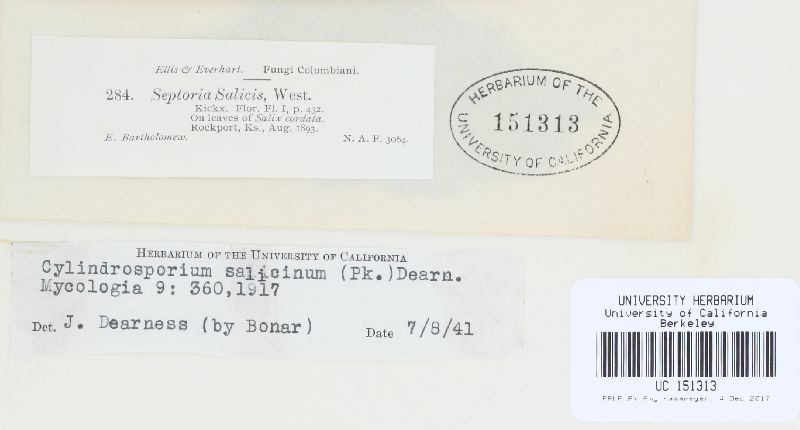 Ellis & Everhart. Fungi Columbiani.
284. Septoria Salicis, West.
Kickx. Flor. Fl. I, p. 432.
On leaves of Salix cordata.
Rockport, Ks., Aug. 1893.
E. Bartholomew. N. A. F. 3064.
HERBARIUM OF THE
151313
UNIVERSITY OF CALIFORNIA
HERBARIUM OF THE UNIVERSITY OF CALIFORNIA
Cylindrosporium salicinum (Pk.)Dearn.
Mycologia 9: 360,1917
Det. J. Dearness (by Bonar) Date 7/8/41
UNIVERSITY HERBARIUM
University of California
Berkeley
UC 151313
4 Dec 2017